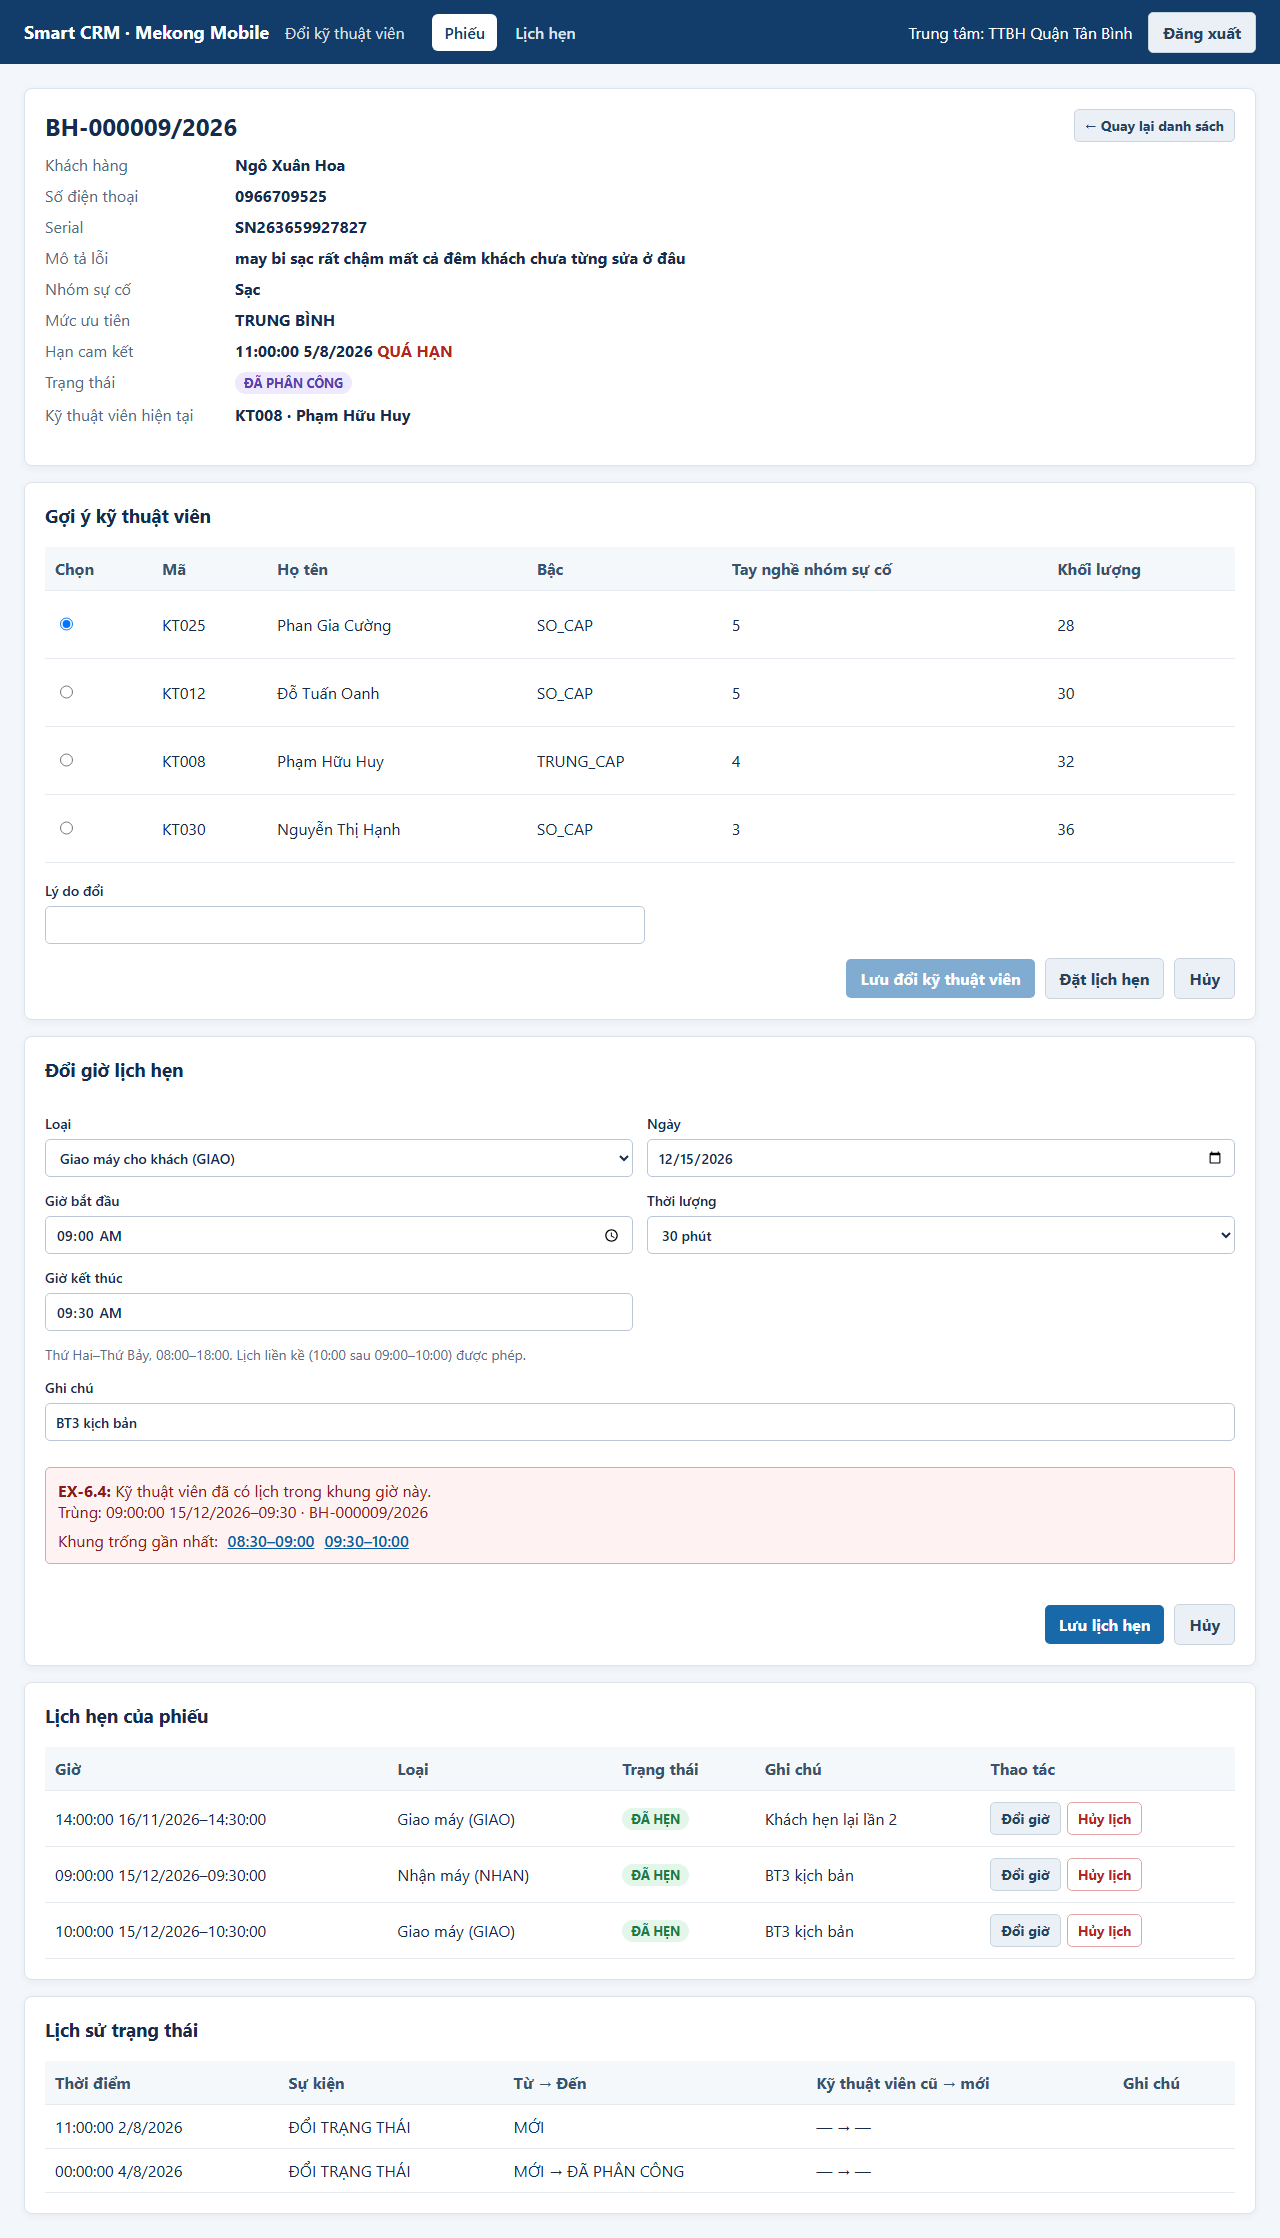 Smart CRM · Mekong Mobile Đổi kỹ thuật viên Phiếu Lịch hẹn Trung tâm: TTBH Quận Tân Bình Đăng xuất
BH-000009/2026 ← Quay lại danh sách
Khách hàng Ngô Xuân Hoa
Số điện thoại 0966709525
Serial SN263659927827
Mô tả lỗi may bi sạc rất chậm mất cả đêm khách chưa từng sửa ở đâu
Nhóm sự cố Sạc
Mức ưu tiên TRUNG BÌNH
Hạn cam kết 11:00:00 5/8/2026 QUÁ HẠN
Trạng thái ĐÃ PHÂN CÔNG
Kỹ thuật viên hiện tại KT008 · Phạm Hữu Huy
Gợi ý kỹ thuật viên
Chọn Mã Họ tên Bậc Tay nghề nhóm sự cố Khối lượng
KT025 Phan Gia Cường SO_CAP 5 28
KT012 Đỗ Tuấn Oanh SO_CAP 5 30
KT008 Phạm Hữu Huy TRUNG_CAP 4 32
KT030 Nguyễn Thị Hạnh SO_CAP 3 36
Lý do đổi
Lưu đổi kỹ thuật viên Đặt lịch hẹn Hủy
Đổi giờ lịch hẹn
Loại Ngày
Giao máy cho khách (GIAO) 12/15/2026
Giờ bắt đầu Thời lượng
09:00 AM 30 phút
Giờ kết thúc
09:30 AM
Thứ Hai–Thứ Bảy, 08:00–18:00. Lịch liền kề (10:00 sau 09:00–10:00) được phép.
Ghi chú
BT3 kịch bản
EX-6.4: Kỹ thuật viên đã có lịch trong khung giờ này.
Trùng: 09:00:00 15/12/2026–09:30 · BH-000009/2026
Khung trống gần nhất: 08:30–09:00 09:30–10:00
Lưu lịch hẹn Hủy
Lịch hẹn của phiếu
Giờ Loại Trạng thái Ghi chú Thao tác
14:00:00 16/11/2026–14:30:00 Giao máy (GIAO) ĐÃ HẸN Khách hẹn lại lần 2 Đổi giờ Hủy lịch
09:00:00 15/12/2026–09:30:00 Nhận máy (NHAN) ĐÃ HẸN BT3 kịch bản Đổi giờ Hủy lịch
10:00:00 15/12/2026–10:30:00 Giao máy (GIAO) ĐÃ HẸN BT3 kịch bản Đổi giờ Hủy lịch
Lịch sử trạng thái
Thời điểm Sự kiện Từ → Đến Kỹ thuật viên cũ → mới Ghi chú
11:00:00 2/8/2026 ĐỔI TRẠNG THÁI MỚI — → —
00:00:00 4/8/2026 ĐỔI TRẠNG THÁI MỚI → ĐÃ PHÂN CÔNG — → —